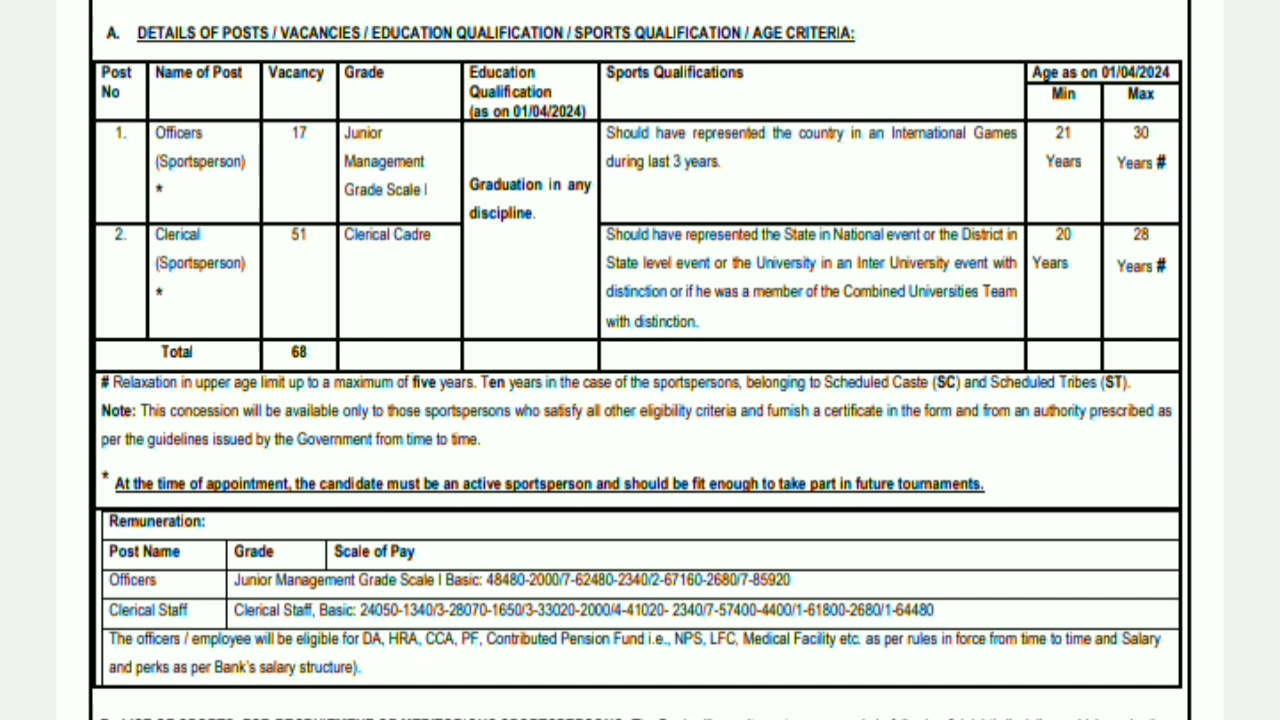 A. DETAILS OF POSTS / VACANCIES / EDUCATION QUALIFICATION / SPORTS QUALIFICATION / AGE CRITERIA:
Post No Name of Post Vacancy Grade Education Qualification (as on 01/04/2024) Sports Qualifications Age as on 01/04/2024
Min Max
1. Officers (Sportsperson) * 17 Junior Management Grade Scale I Graduation in any discipline. Should have represented the country in an International Games during last 3 years. 21 Years 30 Years #
2. Clerical (Sportsperson) * 51 Clerical Cadre Should have represented the State in National event or the District in State level event or the University in an Inter University event with distinction or if he was a member of the Combined Universities Team with distinction. 20 Years 28 Years #
Total 68
# Relaxation in upper age limit up to a maximum of five years. Ten years in the case of the sportspersons, belonging to Scheduled Caste (SC) and Scheduled Tribes (ST).
Note: This concession will be available only to those sportspersons who satisfy all other eligibility criteria and furnish a certificate in the form and from an authority prescribed as
per the guidelines issued by the Government from time to time.
* At the time of appointment, the candidate must be an active sportsperson and should be fit enough to take part in future tournaments.
Remuneration:
Post Name Grade Scale of Pay
Officers Junior Management Grade Scale I Basic: 48480-2000/7-62480-2340/2-67160-2680/7-85920
Clerical Staff Clerical Staff, Basic: 24050-1340/3-28070-1650/3-33020-2000/4-41020- 2340/7-57400-4400/1-61800-2680/1-64480
The officers / employee will be eligible for DA, HRA, CCA, PF, Contributed Pension Fund i.e., NPS, LFC, Medical Facility etc. as per rules in force from time to time and Salary
and perks as per Bank's salary structure).